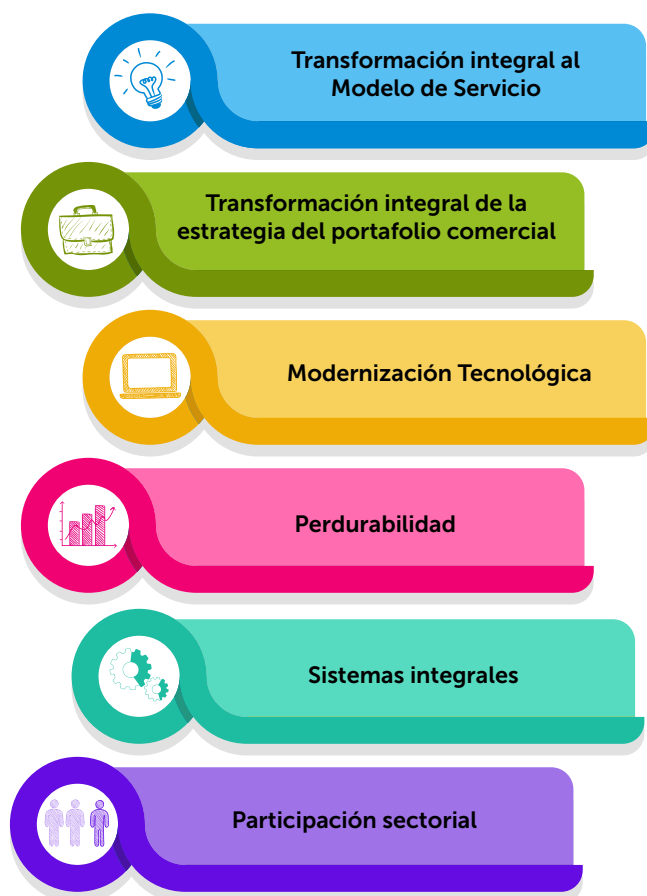 Transformación integral al
Modelo de Servicio
Transformación integral de la
estrategia del portafolio comercial
Modernización Tecnológica
Perdurabilidad
Sistemas integrales
Participación sectorial